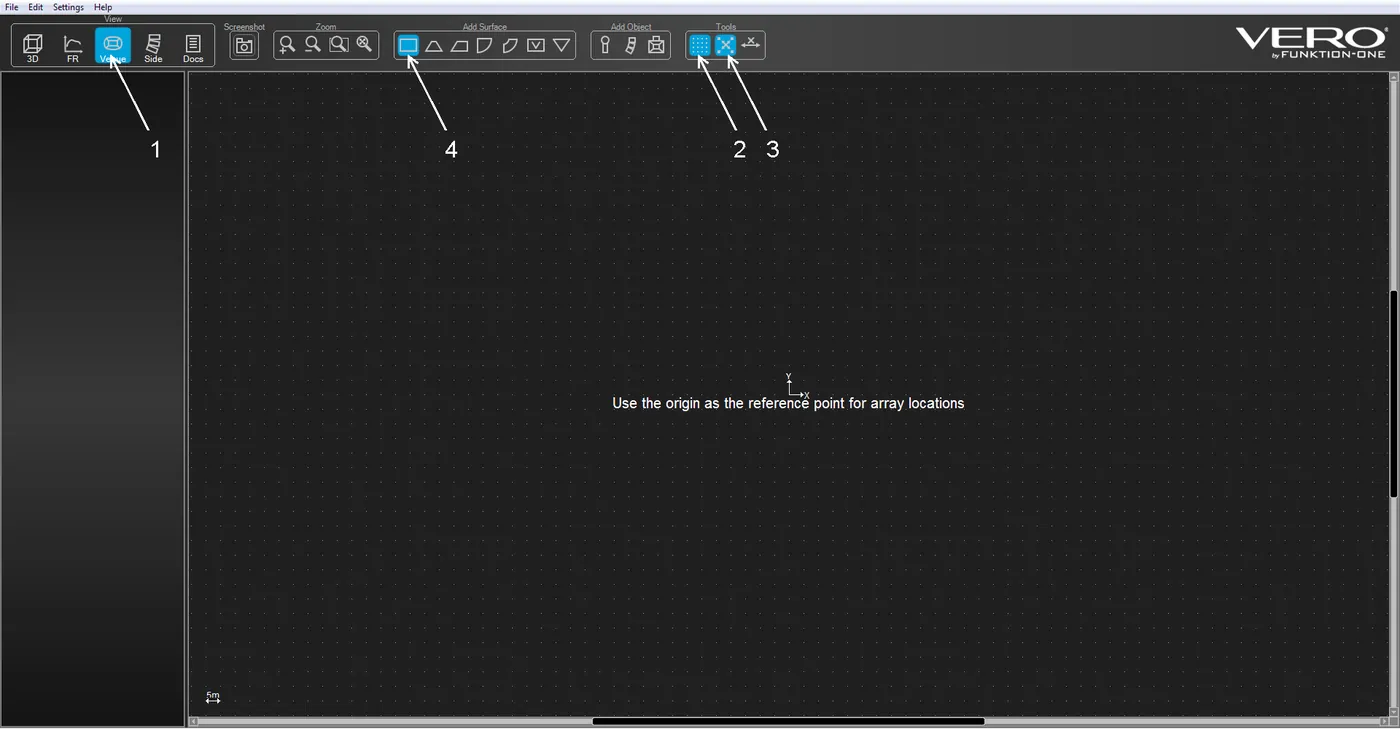 File Edit Settings Help
View Screenshot Zoom Add Surface Add Object Tools
3D FR Venue Side Docs
VERO
by FUNKTION-ONE
1 4 2 3
Y
X
Use the origin as the reference point for array locations
5m